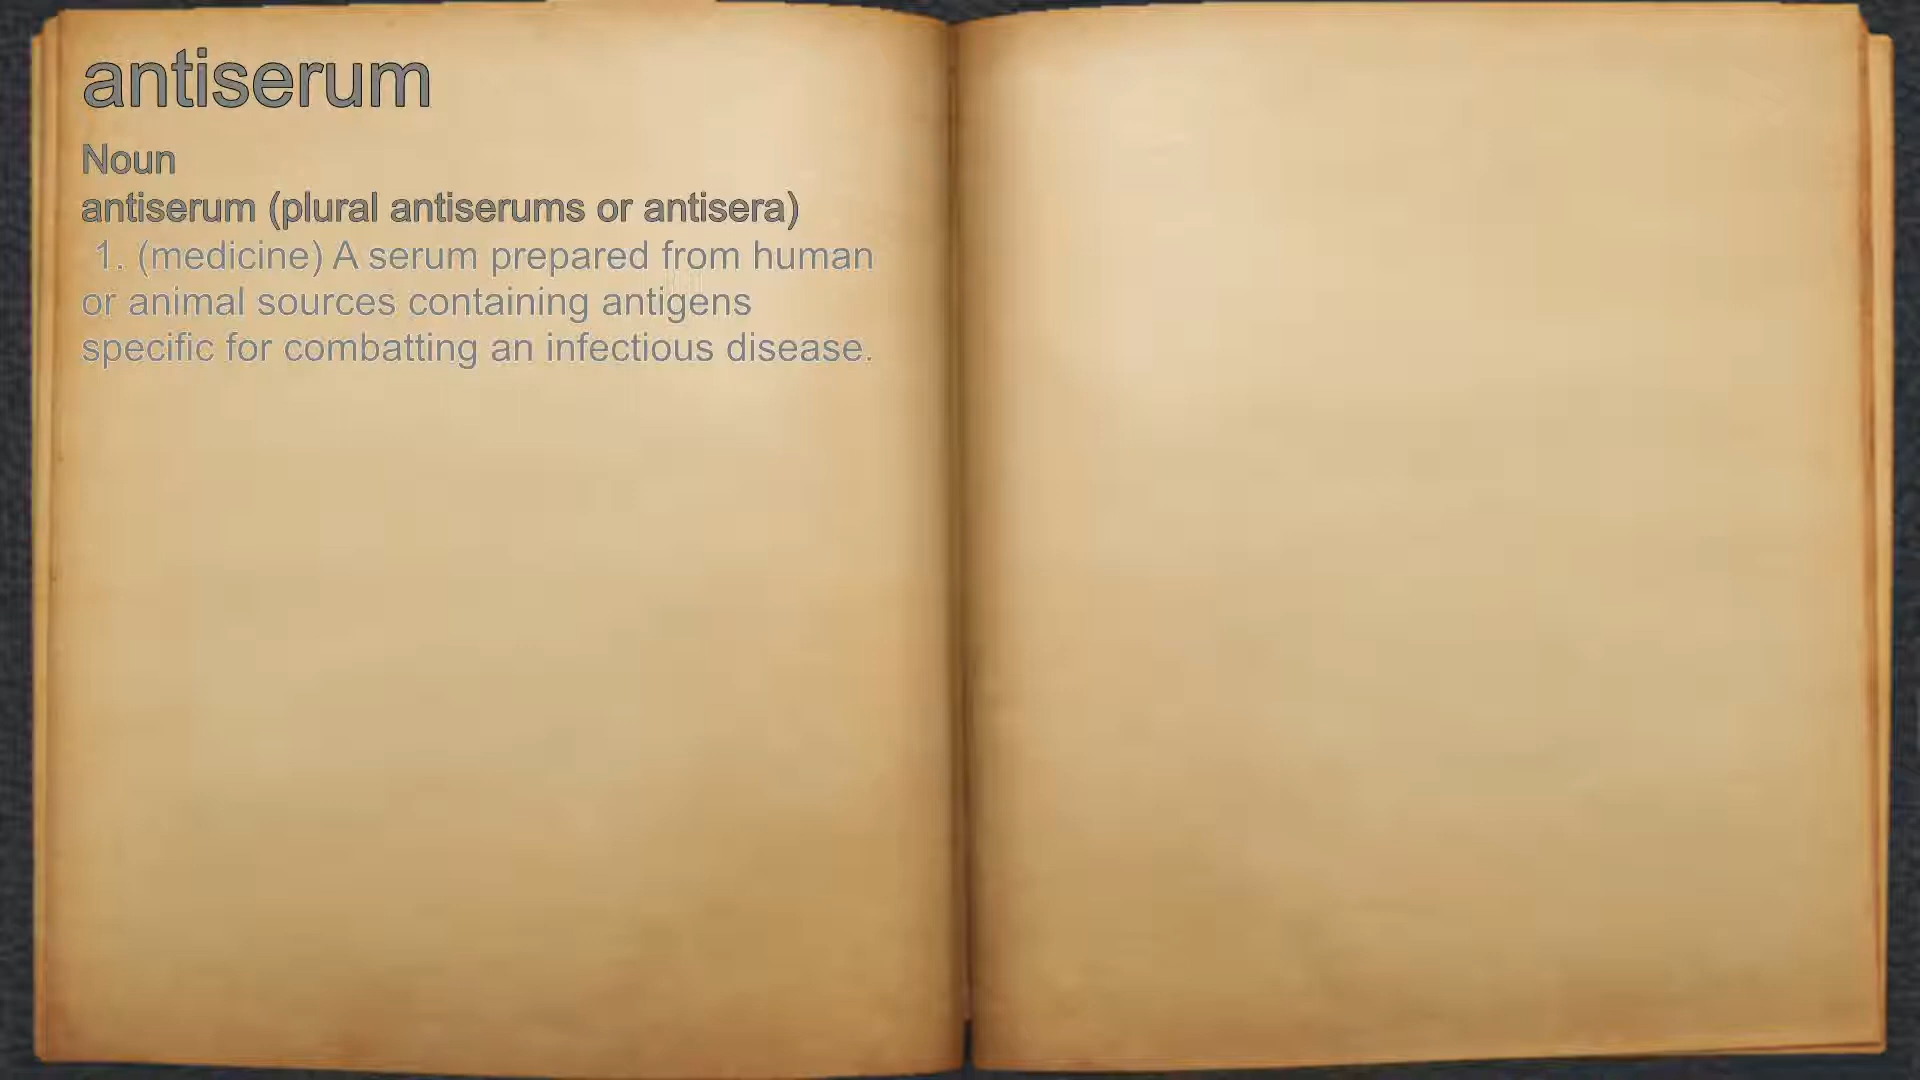 antiserum
Noun
antiserum (plural antiserums or antisera)
1. (medicine) A serum prepared from human
or animal sources containing antigens
specific for combatting an infectious disease.